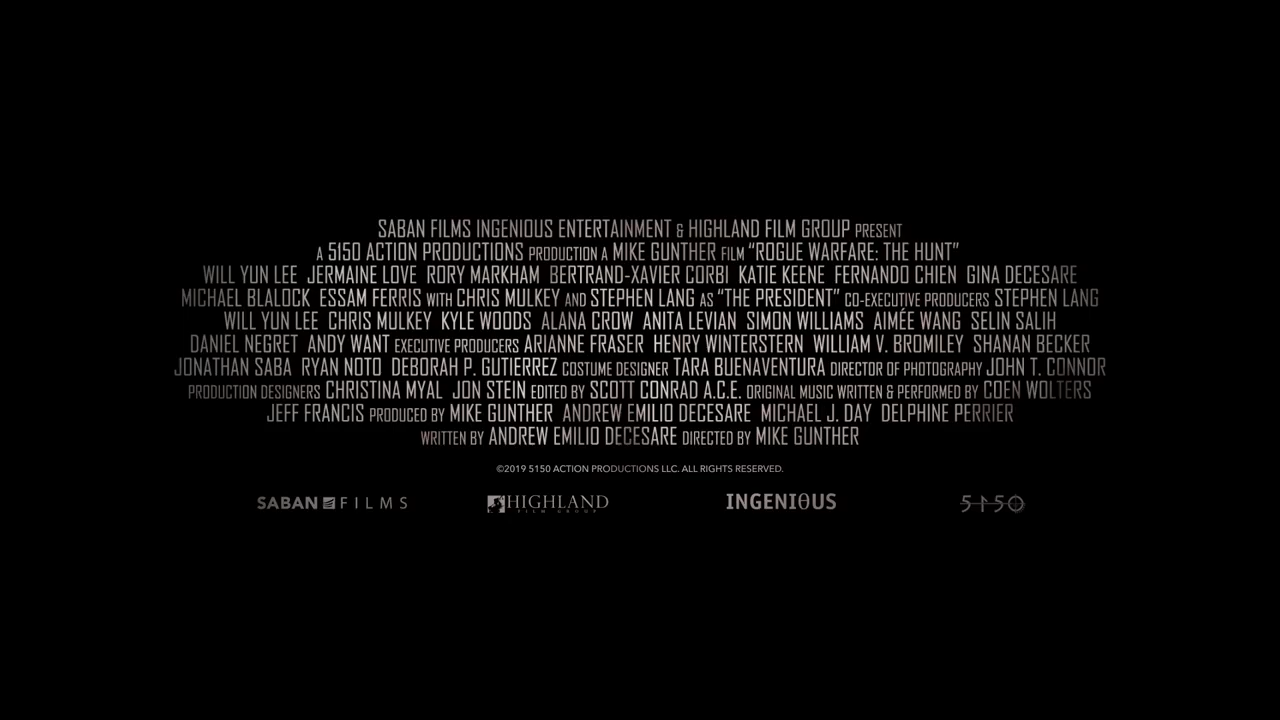 SABAN FILMS INGENIOUS ENTERTAINMENT & HIGHLAND FILM GROUP PRESENT
A 5150 ACTION PRODUCTIONS PRODUCTION A MIKE GUNTHER FILM “ROGUE WARFARE: THE HUNT”
WILL YUN LEE JERMAINE LOVE RORY MARKHAM BERTRAND-XAVIER CORBI KATIE KEENE FERNANDO CHIEN GINA DECESARE
MICHAEL BLALOCK ESSAM FERRIS WITH CHRIS MULKEY AND STEPHEN LANG AS “THE PRESIDENT” CO-EXECUTIVE PRODUCERS STEPHEN LANG
WILL YUN LEE CHRIS MULKEY KYLE WOODS ALANA CROW ANITA LEVIAN SIMON WILLIAMS AIMÉE WANG SELIN SALIH
DANIEL NEGRET ANDY WANT EXECUTIVE PRODUCERS ARIANNE FRASER HENRY WINTERSTERN WILLIAM V. BROMILEY SHANAN BECKER
JONATHAN SABA RYAN NOTO DEBORAH P. GUTIERREZ COSTUME DESIGNER TARA BUENAVENTURA DIRECTOR OF PHOTOGRAPHY JOHN T. CONNOR
PRODUCTION DESIGNERS CHRISTINA MYAL JON STEIN EDITED BY SCOTT CONRAD A.C.E. ORIGINAL MUSIC WRITTEN & PERFORMED BY COEN WOLTERS
JEFF FRANCIS PRODUCED BY MIKE GUNTHER ANDREW EMILIO DECESARE MICHAEL J. DAY DELPHINE PERRIER
WRITTEN BY ANDREW EMILIO DECESARE DIRECTED BY MIKE GUNTHER
©2019 5150 ACTION PRODUCTIONS LLC. ALL RIGHTS RESERVED.
SABAN FILMS HIGHLAND FILM GROUP INGENIOUS 5150